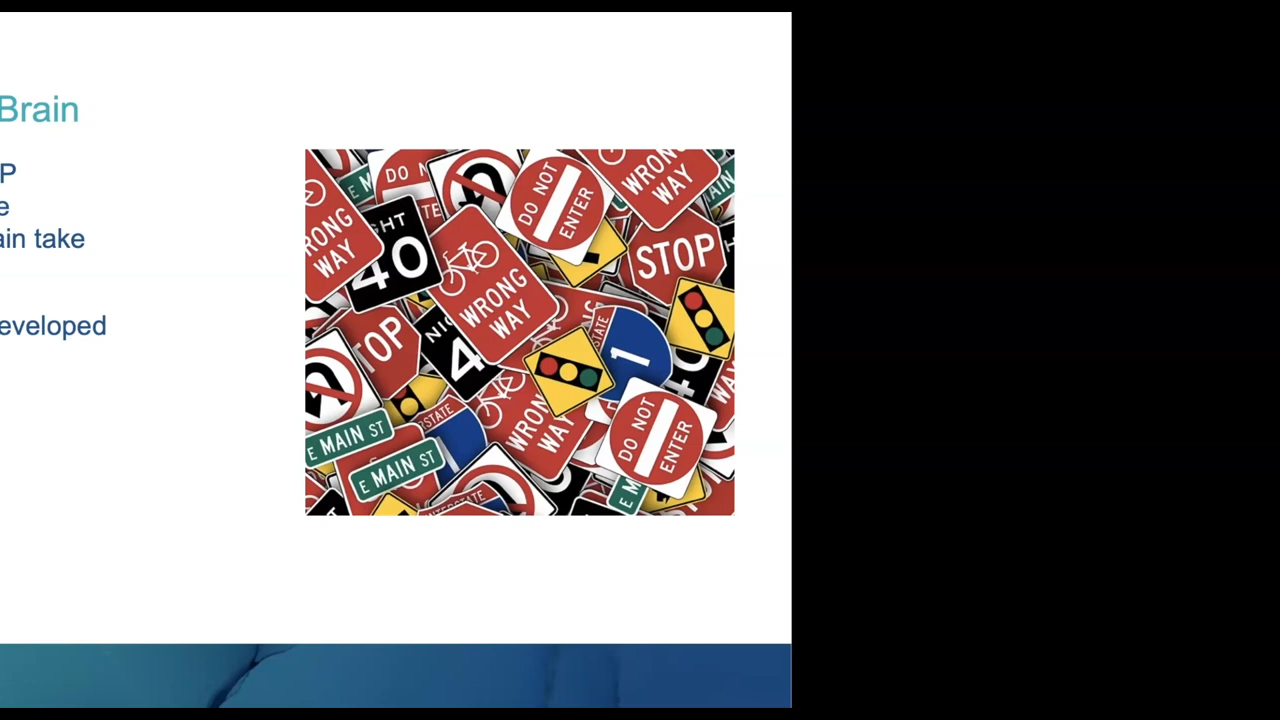 Brain
P
e
ain take
eveloped
DO NOT
ENTER
WRONG
WAY
WRONG
WAY
40
STOP
WRONG
WAY
TOP
1
WRONG
WAY
DO NOT
ENTER
E MAIN ST
E MAIN ST